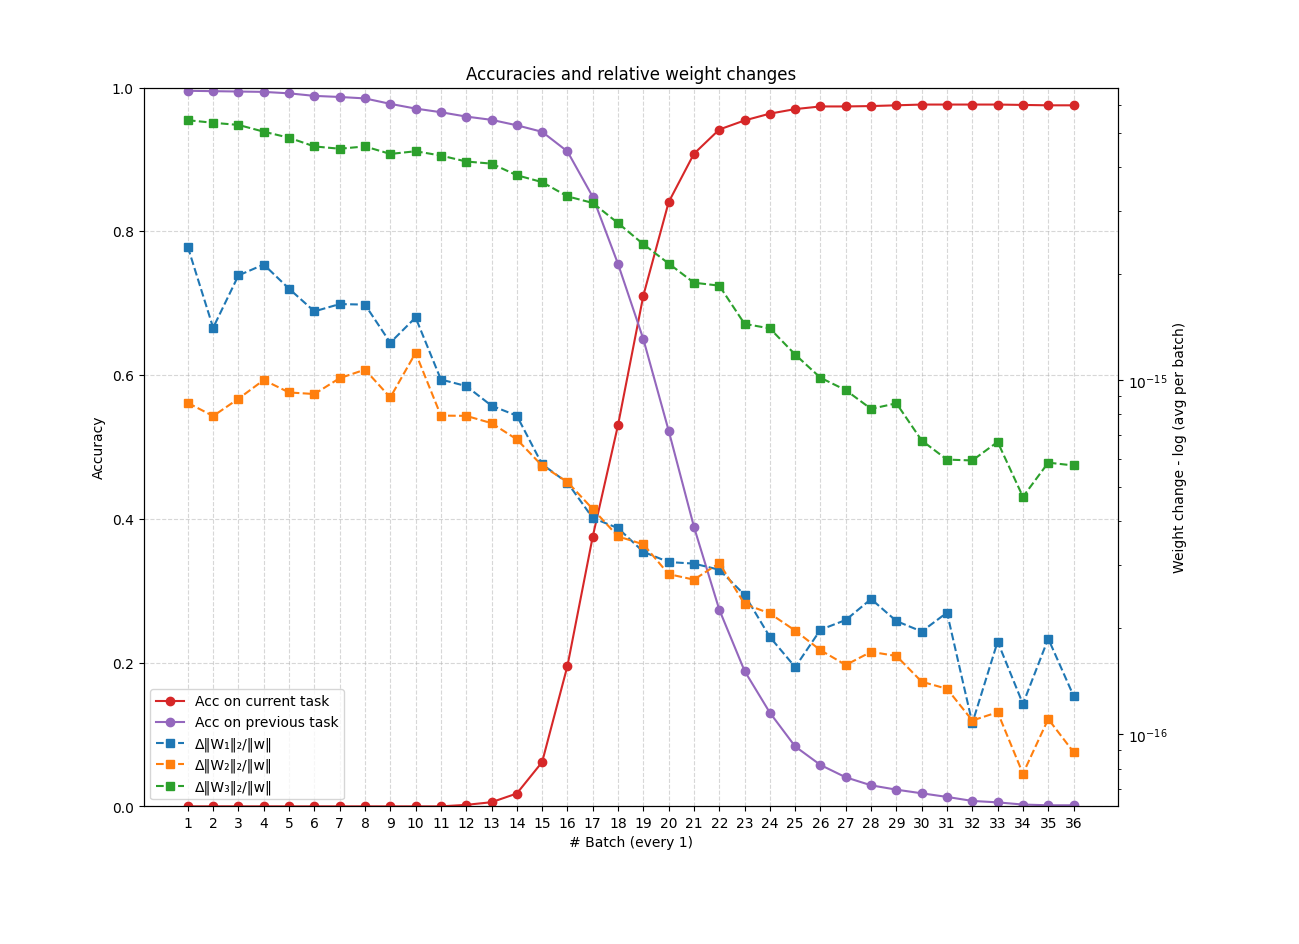 Accuracies and relative weight changes
1.0
0.8
0.6
0.4
0.2
0.0
Accuracy
10⁻¹⁵
10⁻¹⁶
Weight change - log (avg per batch)
Acc on current task
Acc on previous task
Δ‖W₁‖₂/‖w‖
Δ‖W₂‖₂/‖w‖
Δ‖W₃‖₂/‖w‖
1 2 3 4 5 6 7 8 9 10 11 12 13 14 15 16 17 18 19 20 21 22 23 24 25 26 27 28 29 30 31 32 33 34 35 36
# Batch (every 1)